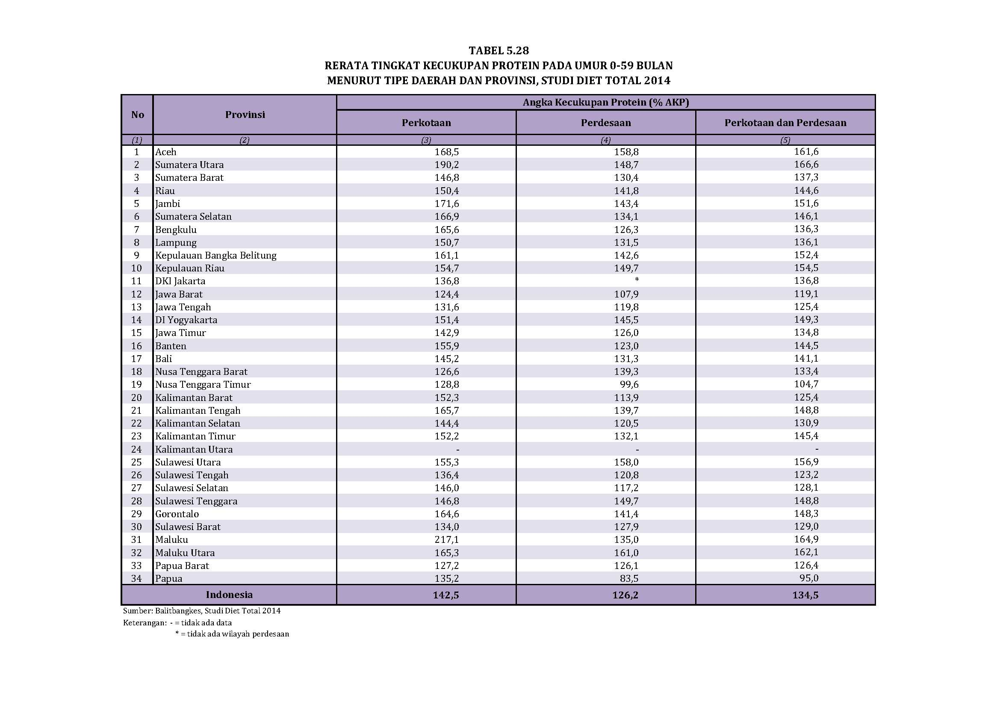 TABEL 5.28
RERATA TINGKAT KECUKUPAN PROTEIN PADA UMUR 0-59 BULAN
MENURUT TIPE DAERAH DAN PROVINSI, STUDI DIET TOTAL 2014
No Provinsi Angka Kecukupan Protein (% AKP)
Perkotaan Perdesaan Perkotaan dan Perdesaan
(1) (2) (3) (4) (5)
1 Aceh 168,5 158,8 161,6
2 Sumatera Utara 190,2 148,7 166,6
3 Sumatera Barat 146,8 130,4 137,3
4 Riau 150,4 141,8 144,6
5 Jambi 171,6 143,4 151,6
6 Sumatera Selatan 166,9 134,1 146,1
7 Bengkulu 165,6 126,3 136,3
8 Lampung 150,7 131,5 136,1
9 Kepulauan Bangka Belitung 161,1 142,6 152,4
10 Kepulauan Riau 154,7 149,7 154,5
11 DKI Jakarta 136,8 * 136,8
12 Jawa Barat 124,4 107,9 119,1
13 Jawa Tengah 131,6 119,8 125,4
14 DI Yogyakarta 151,4 145,5 149,3
15 Jawa Timur 142,9 126,0 134,8
16 Banten 155,9 123,0 144,5
17 Bali 145,2 131,3 141,1
18 Nusa Tenggara Barat 126,6 139,3 133,4
19 Nusa Tenggara Timur 128,8 99,6 104,7
20 Kalimantan Barat 152,3 113,9 125,4
21 Kalimantan Tengah 165,7 139,7 148,8
22 Kalimantan Selatan 144,4 120,5 130,9
23 Kalimantan Timur 152,2 132,1 145,4
24 Kalimantan Utara - - -
25 Sulawesi Utara 155,3 158,0 156,9
26 Sulawesi Tengah 136,4 120,8 123,2
27 Sulawesi Selatan 146,0 117,2 128,1
28 Sulawesi Tenggara 146,8 149,7 148,8
29 Gorontalo 164,6 141,4 148,3
30 Sulawesi Barat 134,0 127,9 129,0
31 Maluku 217,1 135,0 164,9
32 Maluku Utara 165,3 161,0 162,1
33 Papua Barat 127,2 126,1 126,4
34 Papua 135,2 83,5 95,0
Indonesia 142,5 126,2 134,5
Sumber: Balitbangkes, Studi Diet Total 2014
Keterangan: - = tidak ada data
* = tidak ada wilayah perdesaan